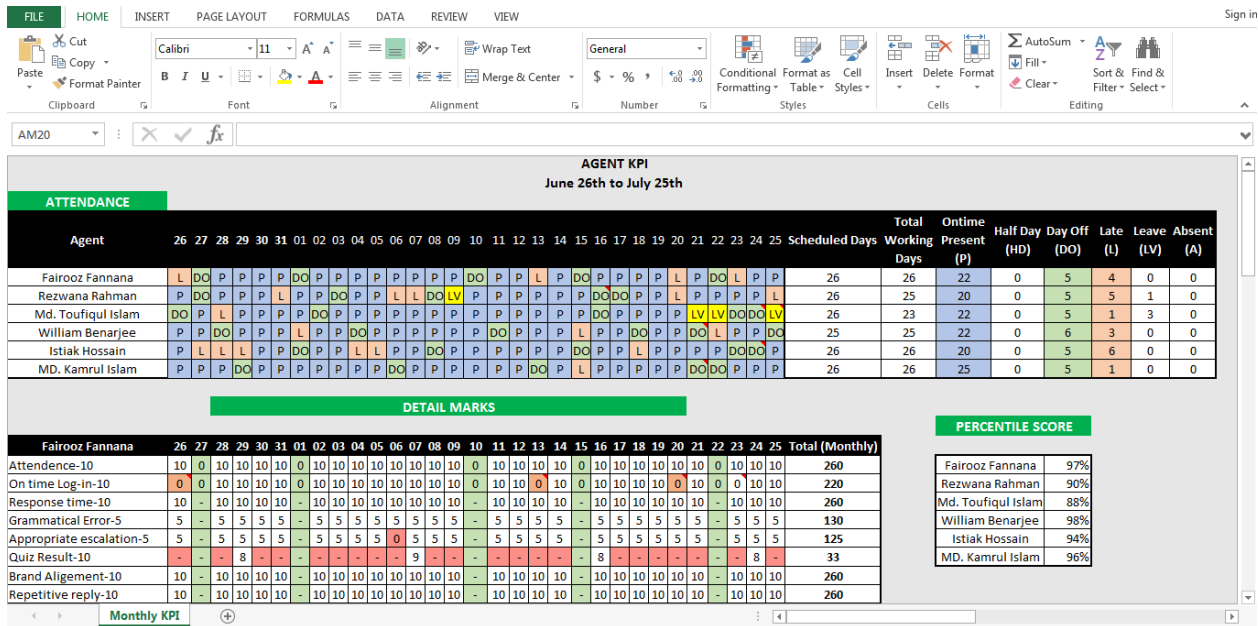 FILE HOME INSERT PAGE LAYOUT FORMULAS DATA REVIEW VIEW Sign in
Paste Cut Copy Format Painter Clipboard
Calibri 11 B I U Font
Wrap Text Merge & Center Alignment
General $ % , Number
Conditional Formatting Format as Table Cell Styles Styles
Insert Delete Format Cells
AutoSum Fill Clear Sort & Filter Find & Select Editing
AM20 fx
AGENT KPI
June 26th to July 25th
ATTENDANCE
Agent 26 27 28 29 30 31 01 02 03 04 05 06 07 08 09 10 11 12 13 14 15 16 17 18 19 20 21 22 23 24 25 Scheduled Days Total Working Days Ontime Present (P) Half Day (HD) Day Off (DO) Late (L) Leave (LV) Absent (A)
Fairooz Fannana L DO P P P P DO P P P P P P P P DO P P L P DO P P P P L P DO L P P 26 26 22 0 5 4 0 0
Rezwana Rahman P DO P P P L P P DO P P L L DO LV P P P P P P DO DO P P L P P P P L 26 25 20 0 5 5 1 0
Md. Toufiqul Islam DO P L P P P P DO P P P P P P P P P P P P P DO P P P P LV LV DO DO LV 26 23 22 0 5 1 3 0
William Benarjee P P DO P P P L P P DO P P P P P P DO P P P L P P DO P P DO L P P DO 25 25 22 0 6 3 0 0
Istiak Hossain P L L L P P DO P P L L P P DO P P P P P P DO P P L P P P P DO DO P 26 26 20 0 5 6 0 0
MD. Kamrul Islam P P P DO P P P P P P P DO P P P P P P DO P L P P P P P DO DO P P P 26 26 25 0 5 1 0 0
DETAIL MARKS
Fairooz Fannana 26 27 28 29 30 31 01 02 03 04 05 06 07 08 09 10 11 12 13 14 15 16 17 18 19 20 21 22 23 24 25 Total (Monthly)
Attendence-10 10 0 10 10 10 10 0 10 10 10 10 10 10 10 10 0 10 10 10 10 0 10 10 10 10 10 10 0 10 10 10 260
On time Log-in-10 0 0 10 10 10 10 0 10 10 10 10 10 10 10 10 0 10 10 0 10 0 10 10 10 10 0 10 0 0 10 10 220
Response time-10 10 - 10 10 10 10 - 10 10 10 10 10 10 10 10 - 10 10 10 10 - 10 10 10 10 10 10 - 10 10 10 260
Grammatical Error-5 5 - 5 5 5 5 - 5 5 5 5 5 5 5 5 - 5 5 5 5 - 5 5 5 5 5 5 - 5 5 5 130
Appropriate escalation-5 5 - 5 5 5 5 - 5 5 5 5 0 5 5 5 - 5 5 5 5 - 5 5 5 5 5 5 - 5 5 5 125
Quiz Result-10 - - - 8 - - - - - - - - 9 - - - - - - - - 8 - - - - - - - 8 - 33
Brand Aligement-10 10 - 10 10 10 10 - 10 10 10 10 10 10 10 10 - 10 10 10 10 - 10 10 10 10 10 10 - 10 10 10 260
Repetitive reply-10 10 - 10 10 10 10 - 10 10 10 10 10 10 10 10 - 10 10 10 10 - 10 10 10 10 10 10 - 10 10 10 260
PERCENTILE SCORE
Fairooz Fannana 97%
Rezwana Rahman 90%
Md. Toufiqul Islam 88%
William Benarjee 98%
Istiak Hossain 94%
MD. Kamrul Islam 96%
Monthly KPI